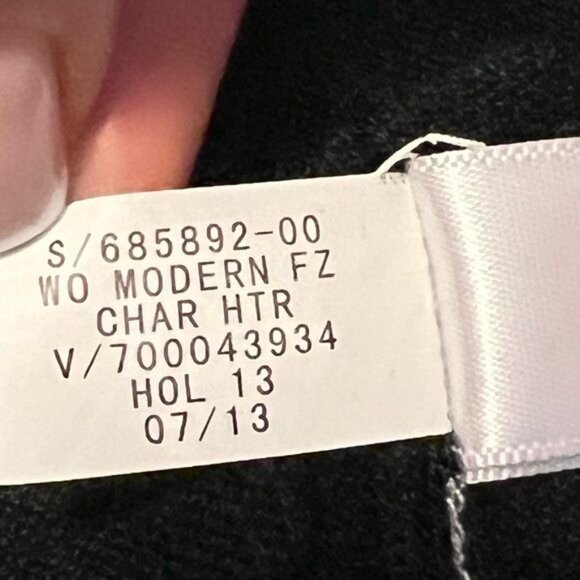 S/685892-00
WO MODERN FZ
CHAR HTR
V/700043934
HOL 13
07/13